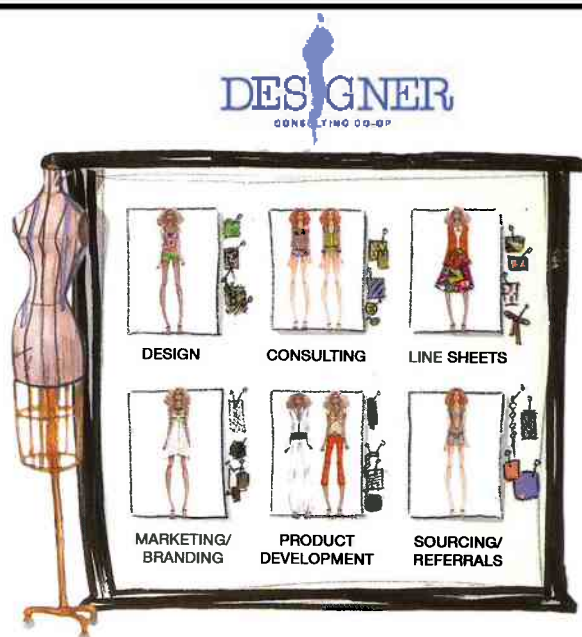 DESIGNER
CONSULTING CO-OP
DESIGN
CONSULTING
LINE SHEETS
MARKETING/
BRANDING
PRODUCT
DEVELOPMENT
SOURCING/
REFERRALS